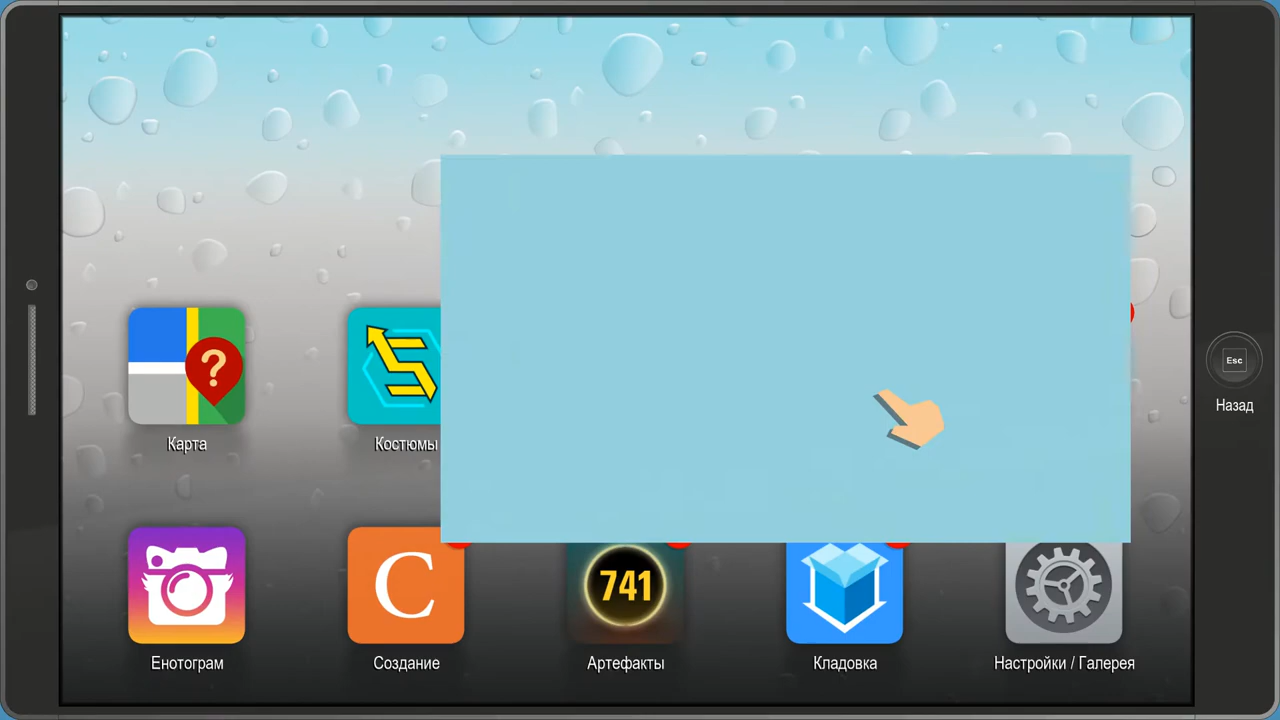 ?
Карта
Костюмы
Esc
Назад
C
741
Енотограм
Создание
Артефакты
Кладовка
Настройки / Галерея